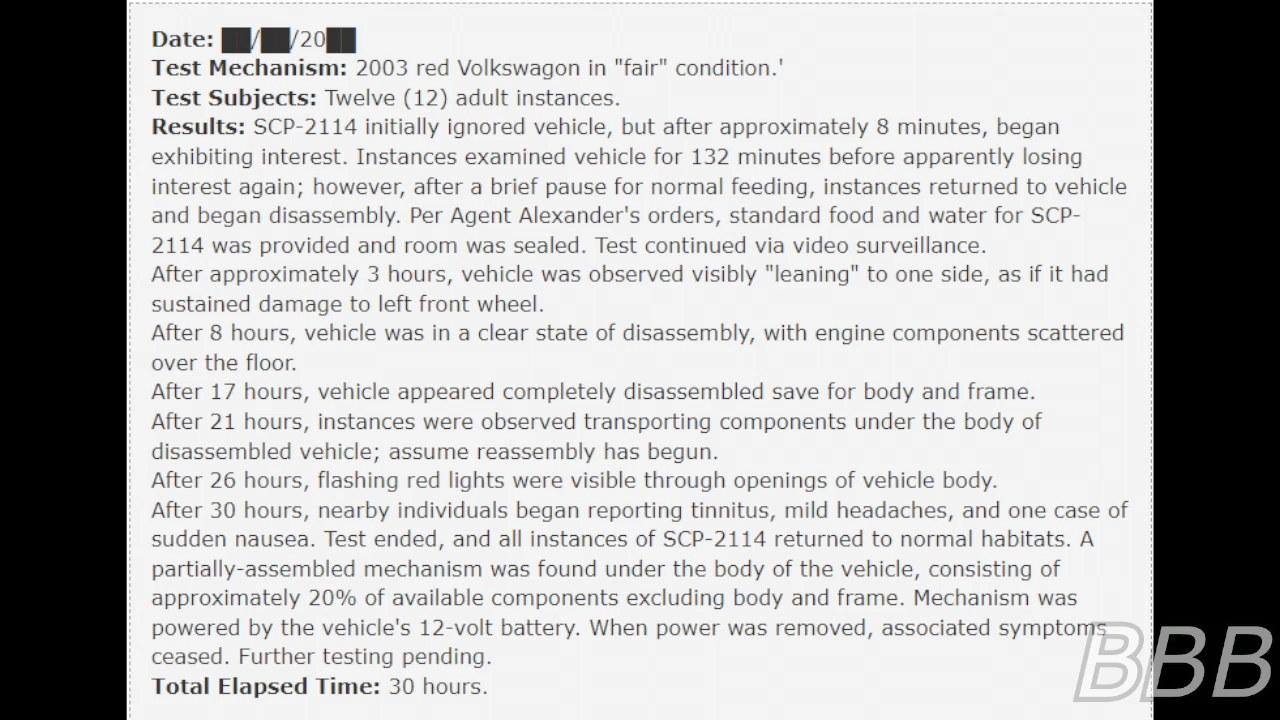 Date: ██/██/20██
Test Mechanism: 2003 red Volkswagon in "fair" condition.'
Test Subjects: Twelve (12) adult instances.
Results: SCP-2114 initially ignored vehicle, but after approximately 8 minutes, began
exhibiting interest. Instances examined vehicle for 132 minutes before apparently losing
interest again; however, after a brief pause for normal feeding, instances returned to vehicle
and began disassembly. Per Agent Alexander's orders, standard food and water for SCP-
2114 was provided and room was sealed. Test continued via video surveillance.
After approximately 3 hours, vehicle was observed visibly "leaning" to one side, as if it had
sustained damage to left front wheel.
After 8 hours, vehicle was in a clear state of disassembly, with engine components scattered
over the floor.
After 17 hours, vehicle appeared completely disassembled save for body and frame.
After 21 hours, instances were observed transporting components under the body of
disassembled vehicle; assume reassembly has begun.
After 26 hours, flashing red lights were visible through openings of vehicle body.
After 30 hours, nearby individuals began reporting tinnitus, mild headaches, and one case of
sudden nausea. Test ended, and all instances of SCP-2114 returned to normal habitats. A
partially-assembled mechanism was found under the body of the vehicle, consisting of
approximately 20% of available components excluding body and frame. Mechanism was
powered by the vehicle's 12-volt battery. When power was removed, associated symptoms
ceased. Further testing pending.
Total Elapsed Time: 30 hours.
BBB